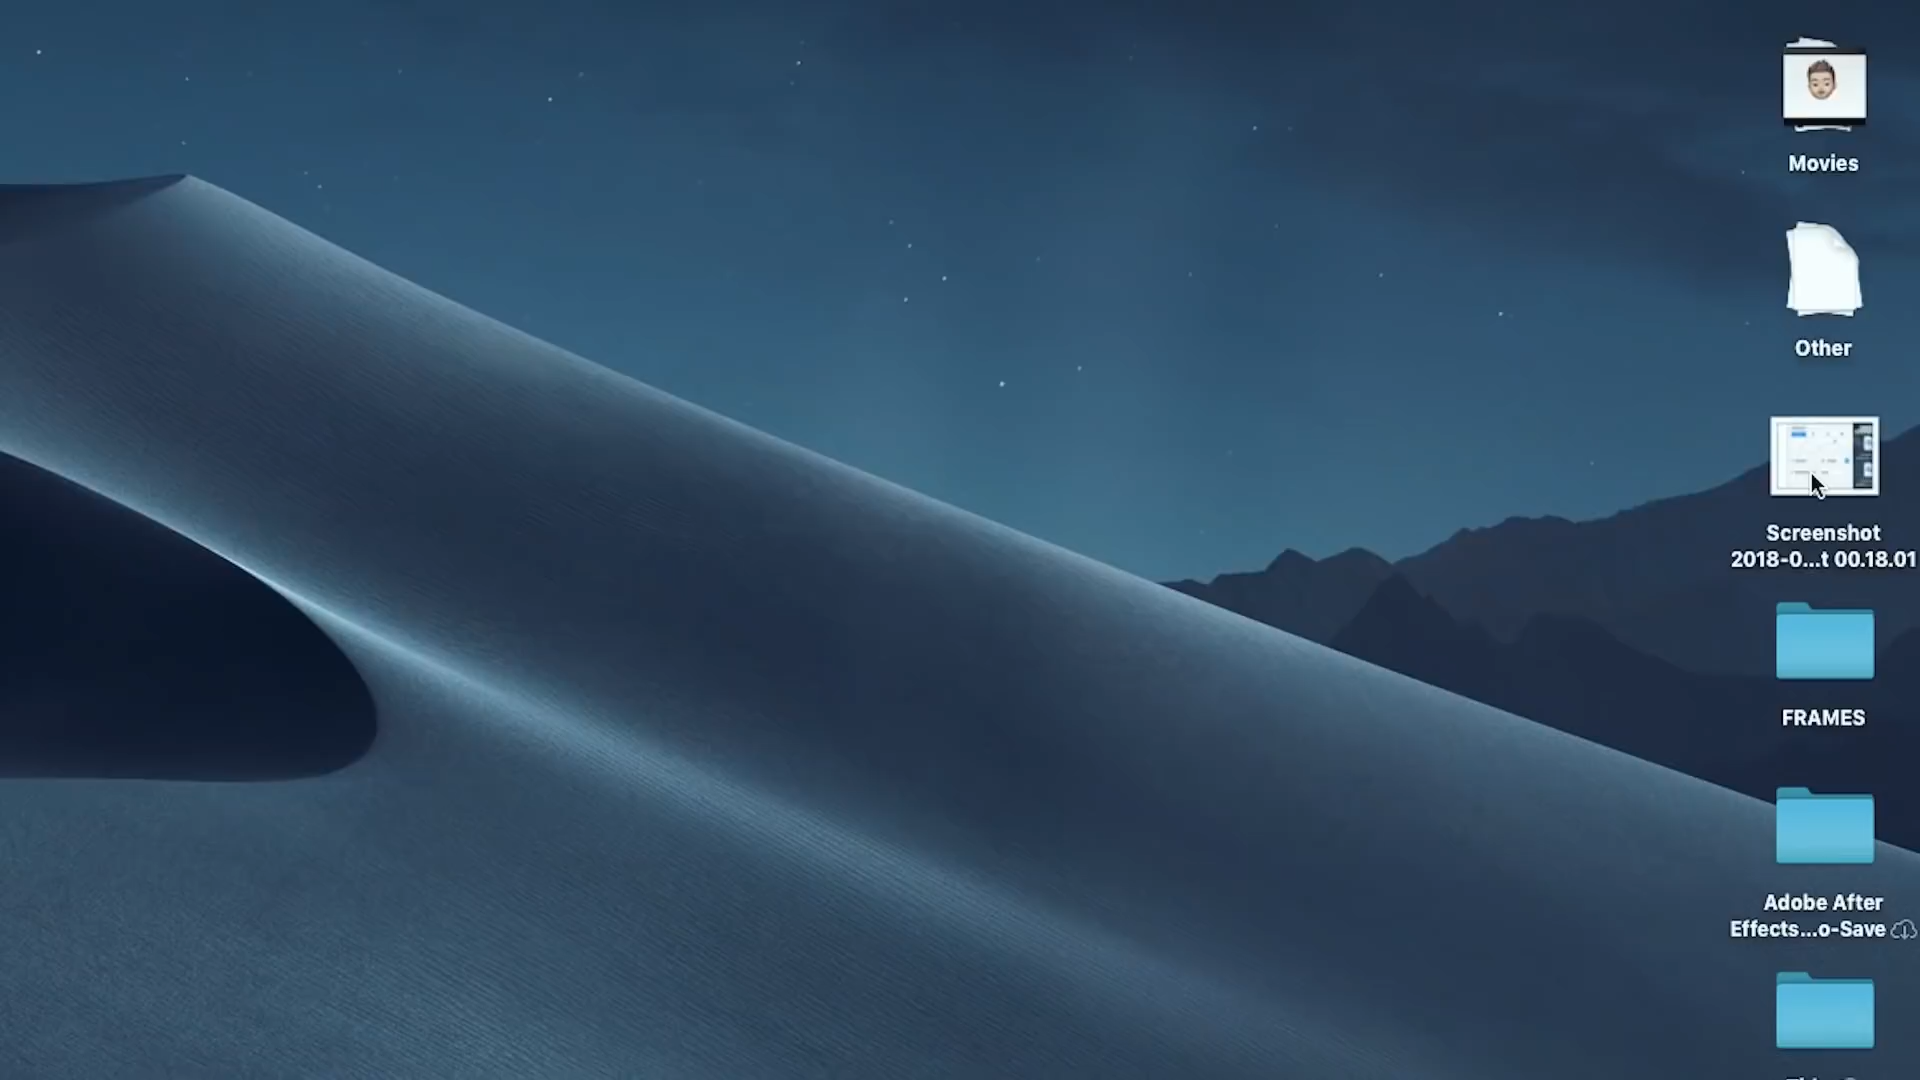 Movies
Other
Screenshot
2018-0...t 00.18.01
FRAMES
Adobe After
Effects...o-Save